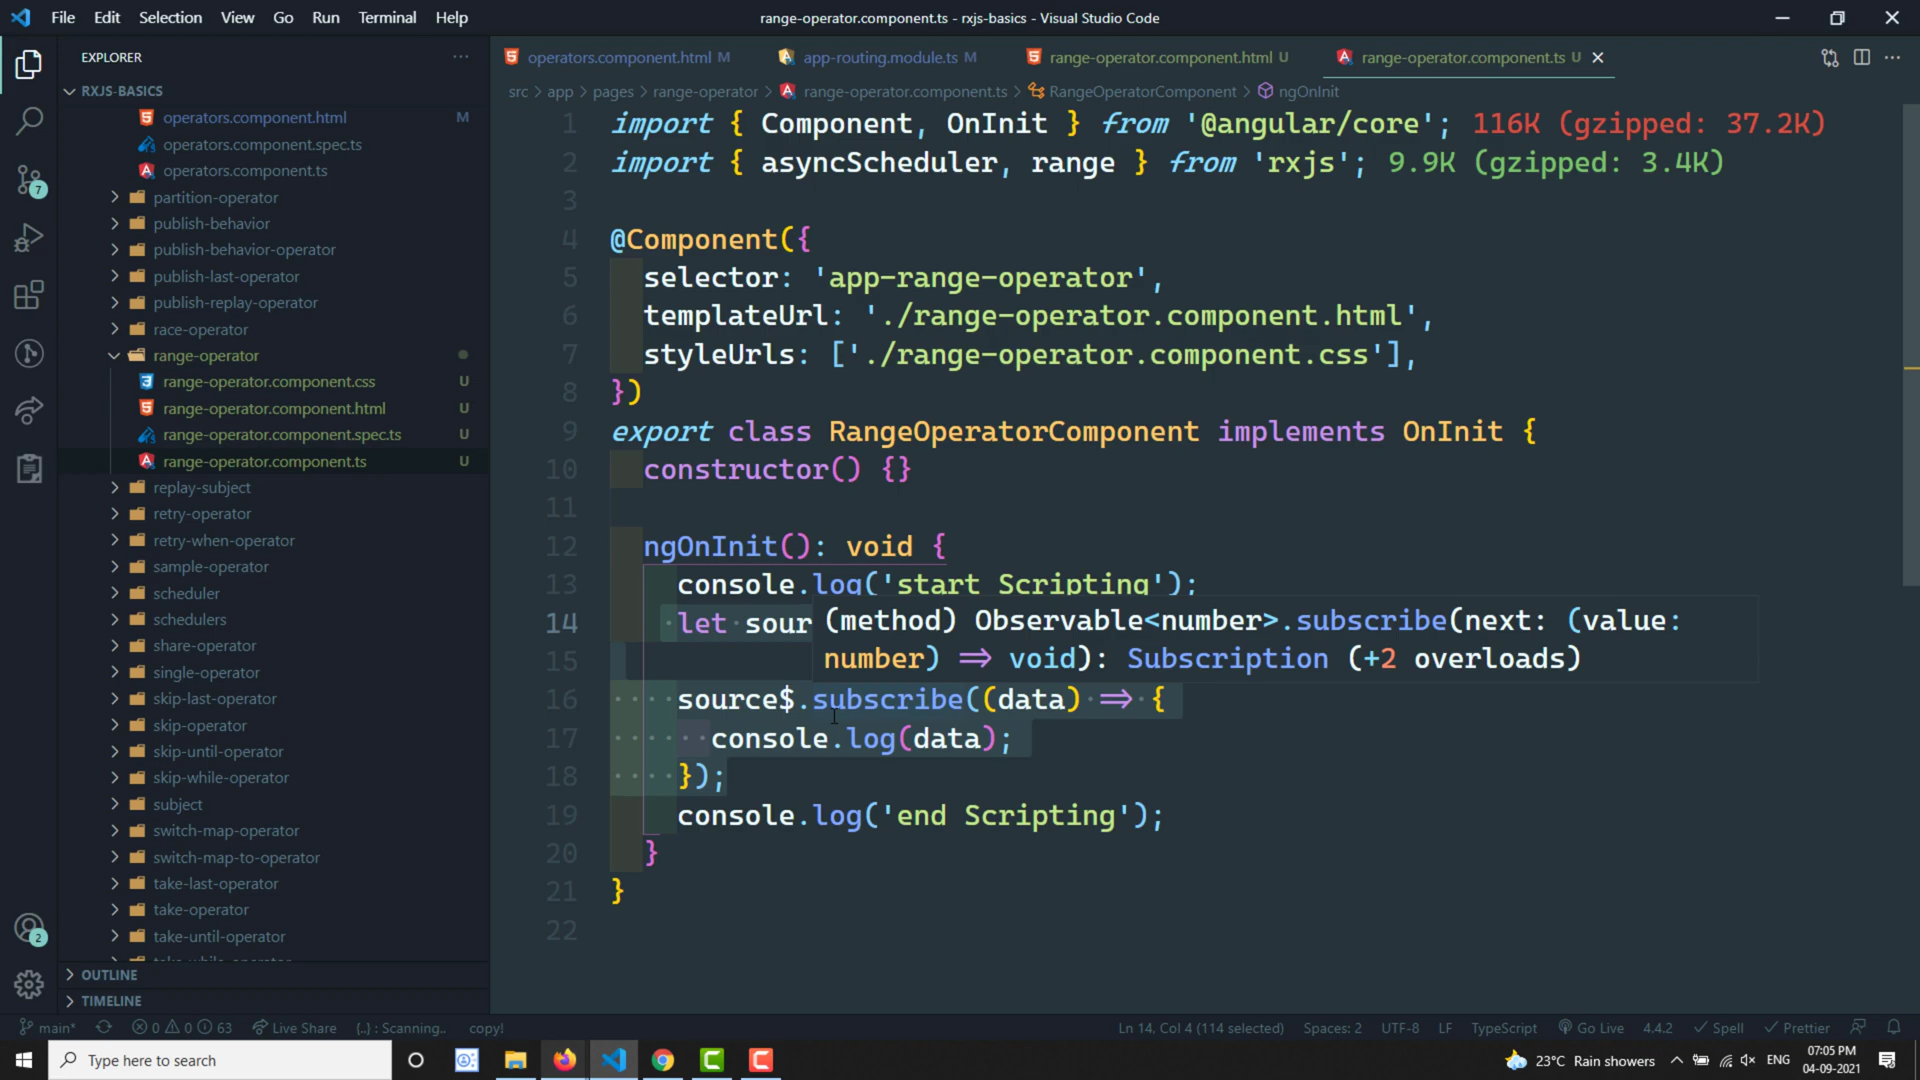 File Edit Selection View Go Run Terminal Help
range-operator.component.ts - rxjs-basics - Visual Studio Code
EXPLORER
operators.component.html M
app-routing.module.ts M
range-operator.component.html U
range-operator.component.ts U
RXJS-BASICS
src > app > pages > range-operator > range-operator.component.ts > RangeOperatorComponent > ngOnInit
operators.component.html M
operators.component.spec.ts
operators.component.ts
partition-operator
publish-behavior
publish-behavior-operator
publish-last-operator
publish-replay-operator
race-operator
range-operator
range-operator.component.css U
range-operator.component.html U
range-operator.component.spec.ts U
range-operator.component.ts U
replay-subject
retry-operator
retry-when-operator
sample-operator
scheduler
schedulers
share-operator
single-operator
skip-last-operator
skip-operator
skip-until-operator
skip-while-operator
subject
switch-map-operator
switch-map-to-operator
take-last-operator
take-operator
take-until-operator
OUTLINE
TIMELINE
7
2
1 import { Component, OnInit } from '@angular/core'; 116K (gzipped: 37.2K)
2 import { asyncScheduler, range } from 'rxjs'; 9.9K (gzipped: 3.4K)
3
4 @Component({
5 selector: 'app-range-operator',
6 templateUrl: './range-operator.component.html',
7 styleUrls: ['./range-operator.component.css'],
8 })
9 export class RangeOperatorComponent implements OnInit {
10 constructor() {}
11
12 ngOnInit(): void {
13 console.log('start Scripting');
14 let sour
(method) Observable<number>.subscribe(next: (value:
15
number) => void): Subscription (+2 overloads)
16 source$.subscribe((data) => {
17 console.log(data);
18 });
19 console.log('end Scripting');
20 }
21 }
22
main* 0 0 63 Live Share {..} : Scanning.. copy!
Ln 14, Col 4 (114 selected) Spaces: 2 UTF-8 LF TypeScript Go Live 4.4.2 Spell Prettier
Type here to search
23°C Rain showers ENG 07:05 PM
04-09-2021